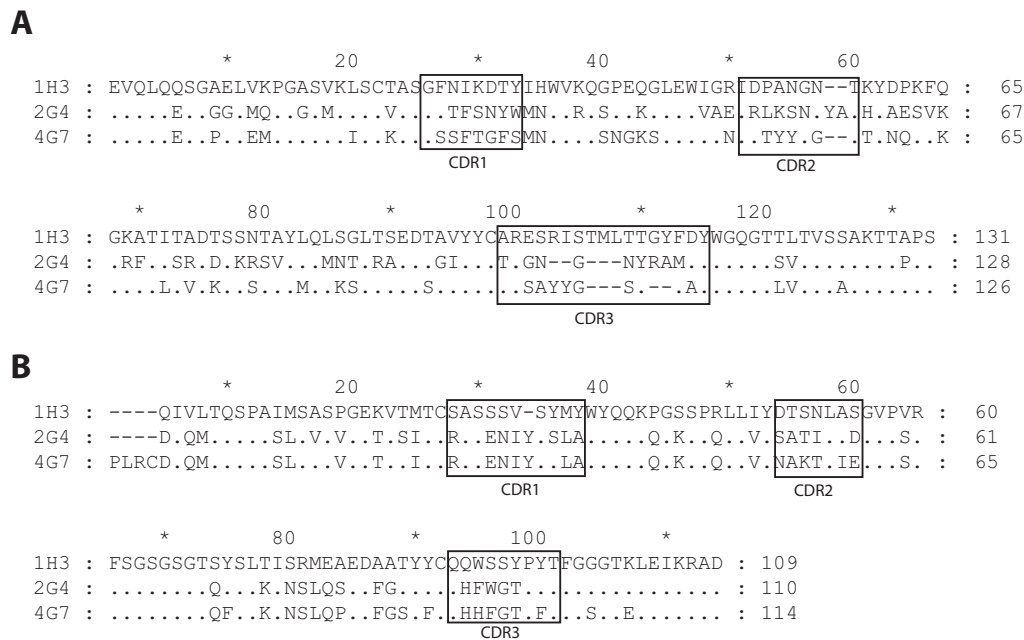 A
* 20 * 40 * 60
1H3 : EVQLQQSGAELVKPGASVKLSCTASGFNIKDTYIHWVKQGPEQGLEWIGRIDPANGN--TKYDPKFQ : 65
2G4 : .....E..GG.MQ..G.M....V....TFSNYWMN..R.S..K....VAE.RLKSN.YA.H.AESVK : 67
4G7 : .....E..P..EM......I..K..SSFTGFSMN....SNGKS.....N..TYY.G--.T.NQ..K : 65
CDR1
CDR2
* 80 * 100 * 120 *
1H3 : GKATITADTSSNTAYLQLSGLTSEDTAVYYCARESRISTMLTTGYFDYWGQGTTLTVSSAKTTAPS : 131
2G4 : .RF..SR.D.KRSV...MNT.RA...GI...T.GN--G---NYRAM.......SV........P.. : 128
4G7 : ....L.V.K..S...M..KS.....S.......SAYYG---S.--.A......LV...A....... : 126
CDR3
B
* 20 * 40 * 60
1H3 : ----QIVLTQSPAIMSASPGEKVTMTCSASSSV-SYMYWYQQKPGSSPRLLIYDTSNLASGVPVR : 60
2G4 : ----D.QM.....SL.V.V..T.SI..R..ENIY.SLA.....Q.K..Q..V.SATI..D...S. : 61
4G7 : PLRCD.QM.....SL...V..T..I..R..ENIY..LA.....Q.K..Q..V.NAKT.IE...S. : 65
CDR1
CDR2
* 80 * 100 *
1H3 : FSGSGSGTSYSLTISRMEAEDAATYYCQQWSSYPYTFGGGTKLEIKRAD : 109
2G4 : ........Q...K.NSLQS..FG.....HFWGT................ : 110
4G7 : ........QF..K.NSLQP..FGS.F..HHFGT.F...S..E....... : 114
CDR3